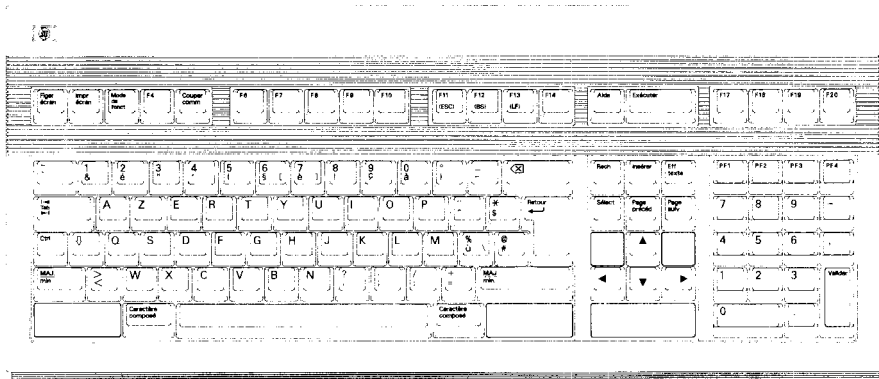 Figer écran Impr écran Mode de fonct F4 Couper comm F6 F7 F8 F9 F10 F11 (ESC) F12 (BS) F13 (LF) F14 Aide Exécuter F17 F18 F19 F20
1 & 2 é 3 4 5 6 § 7 è 8 9 ç 0 à ° _ Rech Insérer Eff texte PF1 PF2 PF3 PF4
Tab A Z E R T Y U I O P * $ Retour Sélect Page précéd Page suiv 7 8 9 -
Ctrl Q S D F G H J K L M % ù \ @ # 4 5 6 ,
MAJ min > < W X C V B N ? / + = MAJ min 1 2 3 Valider
Caractère composé Caractère composé 0 .